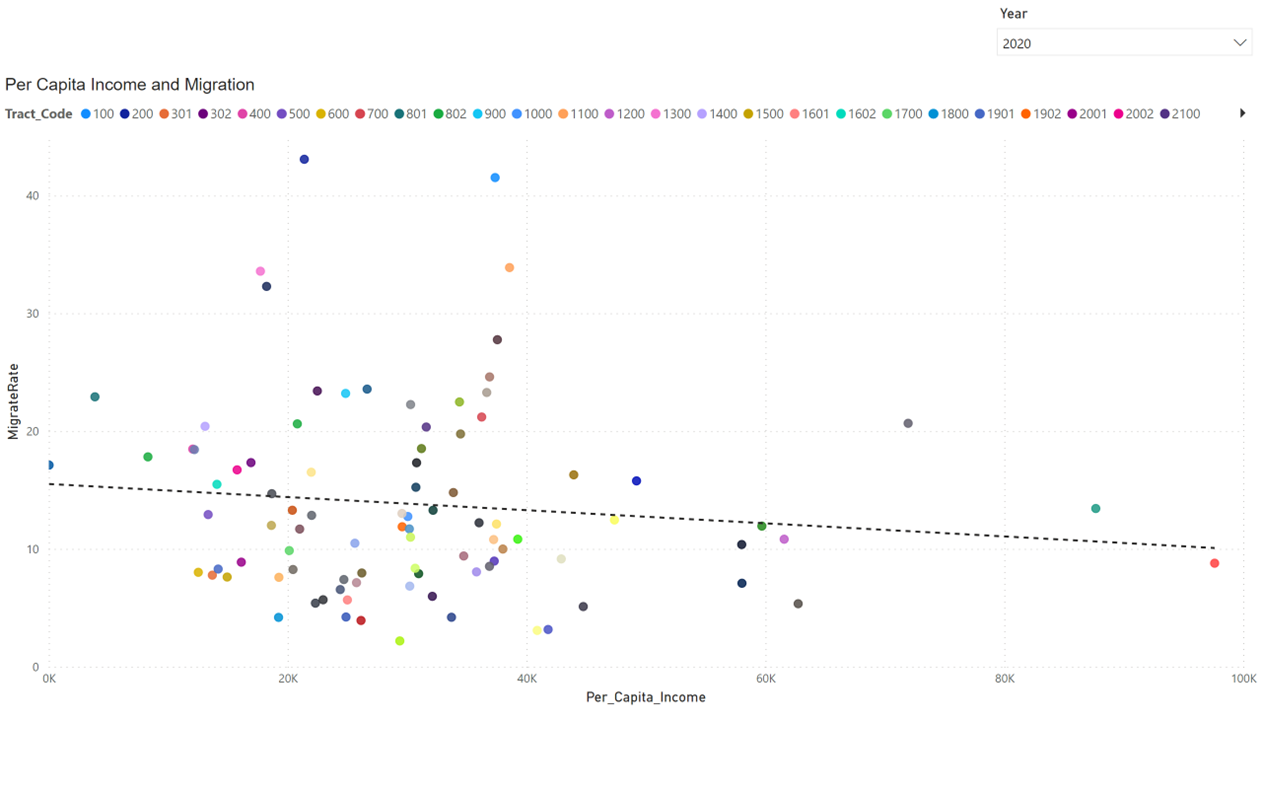 Year
2020
Per Capita Income and Migration
Tract_Code 100 200 301 302 400 500 600 700 801 802 900 1000 1100 1200 1300 1400 1500 1601 1602 1700 1800 1901 1902 2001 2002 2100
40
30
20
10
0
MigrateRate
0K 20K 40K 60K 80K 100K
Per_Capita_Income